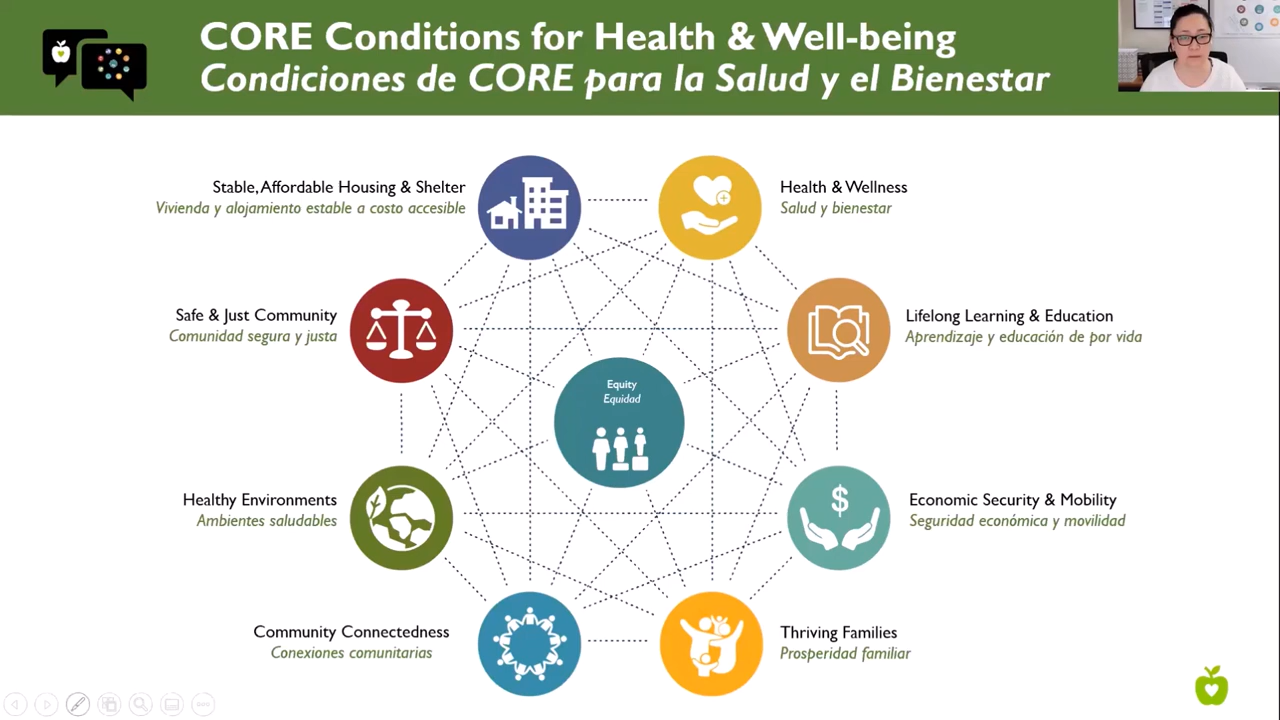 CORE Conditions for Health & Well-being
Condiciones de CORE para la Salud y el Bienestar
Stable, Affordable Housing & Shelter
Vivienda y alojamiento estable a costo accesible
Health & Wellness
Salud y bienestar
Safe & Just Community
Comunidad segura y justa
Lifelong Learning & Education
Aprendizaje y educación de por vida
Equity
Equidad
Healthy Environments
Ambientes saludables
$
Economic Security & Mobility
Seguridad económica y movilidad
Community Connectedness
Conexiones comunitarias
Thriving Families
Prosperidad familiar